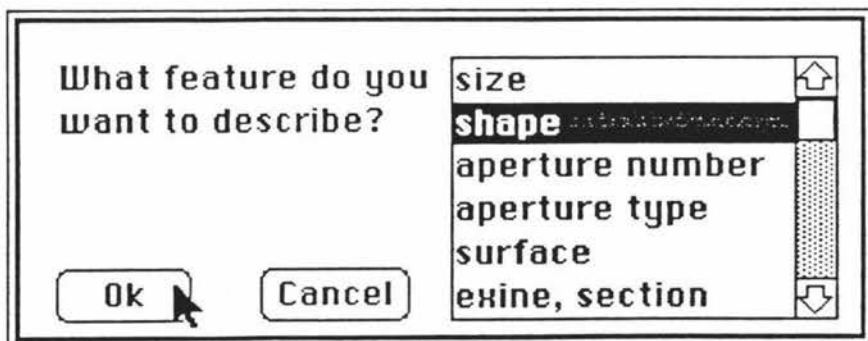 What feature do you
want to describe?
size
shape
aperture number
aperture type
surface
exine, section
Ok
Cancel